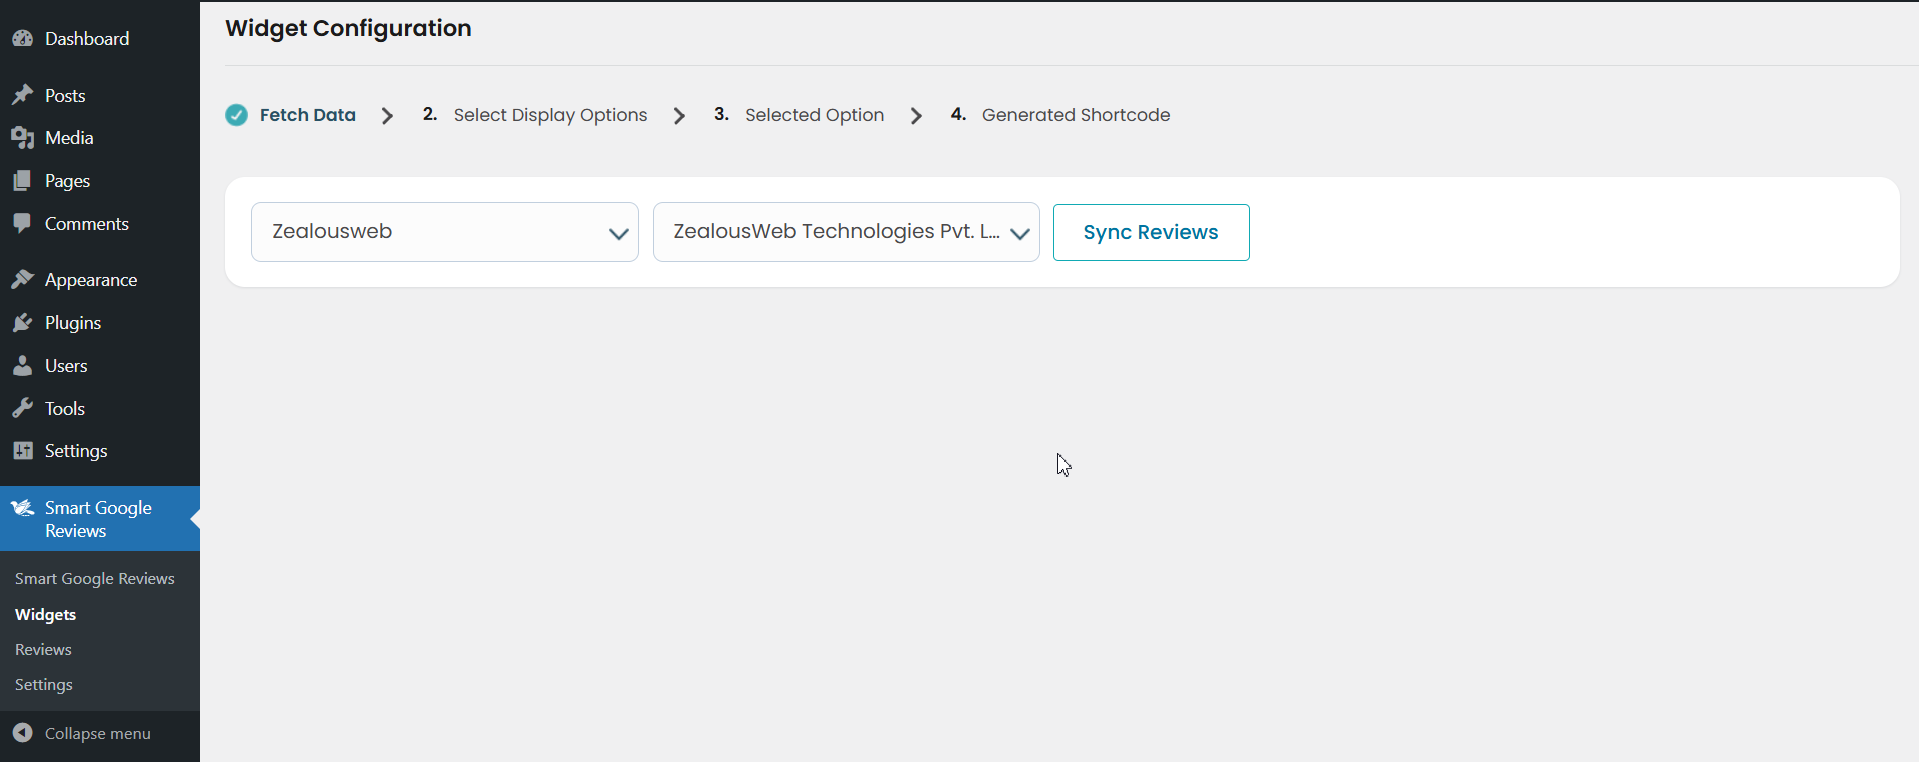 Dashboard
Posts
Media
Pages
Comments
Appearance
Plugins
Users
Tools
Settings
Smart Google
Reviews
Smart Google Reviews
Widgets
Reviews
Settings
Collapse menu
Widget Configuration
Fetch Data 2. Select Display Options 3. Selected Option 4. Generated Shortcode
Zealousweb ZealousWeb Technologies Pvt. L... Sync Reviews